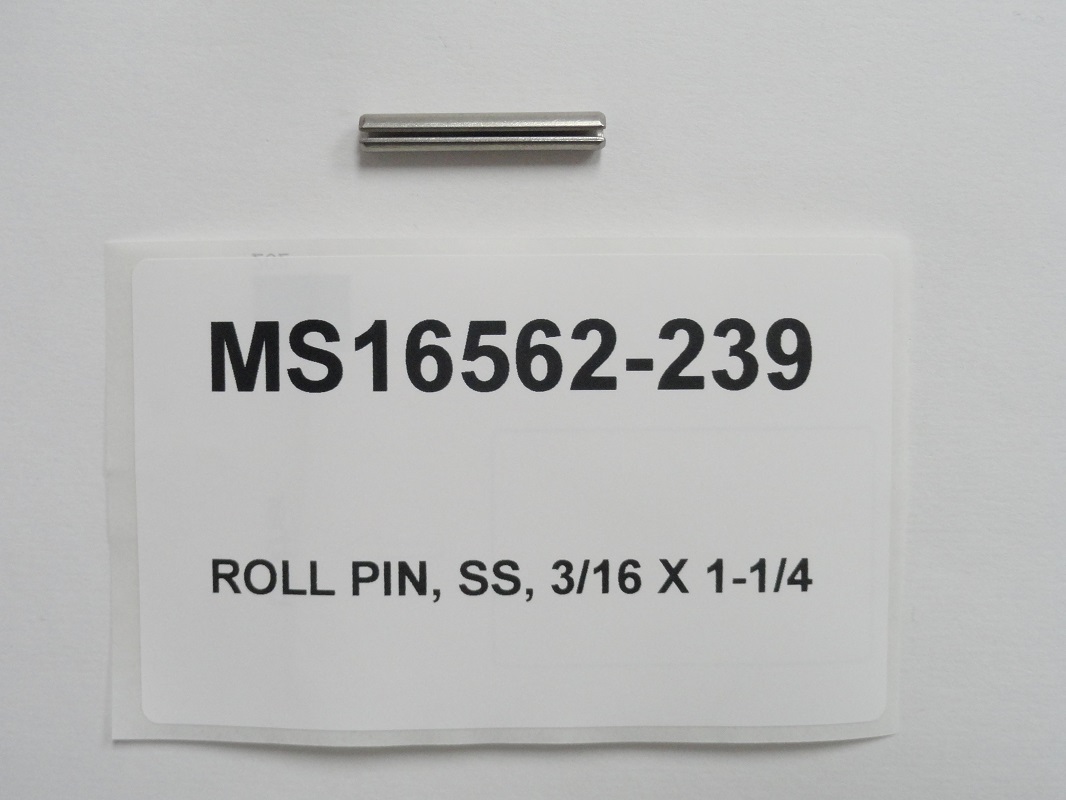 MS16562-239
ROLL PIN, SS, 3/16 X 1-1/4